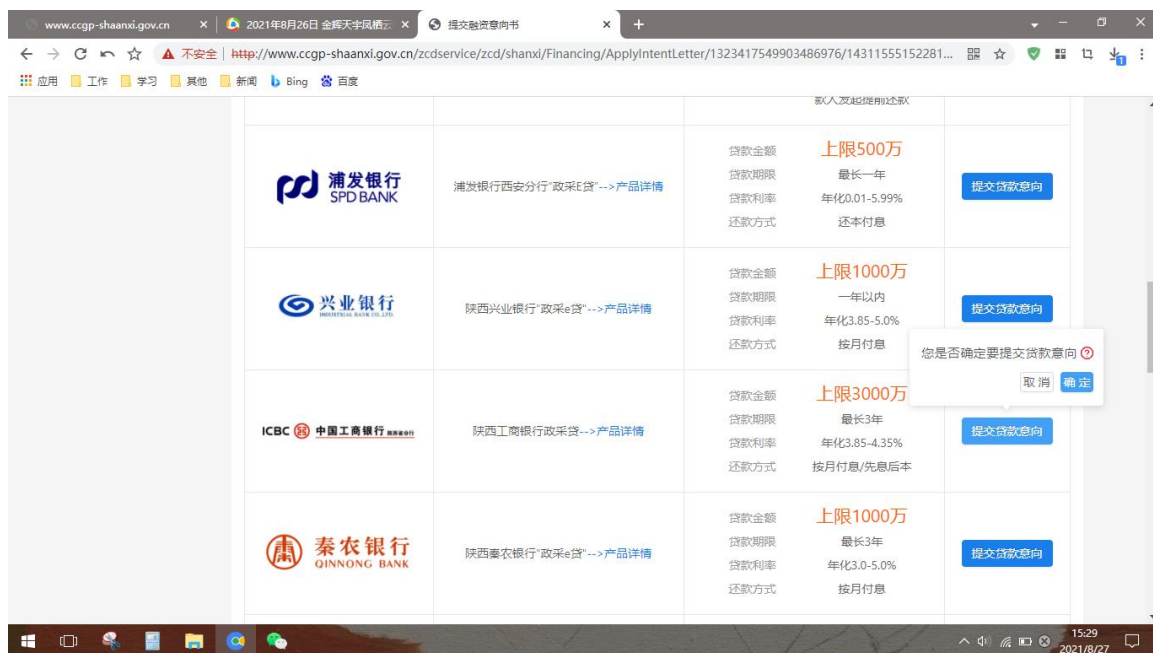 www.ccgp-shaanxi.gov.cn
2021年8月26日 金辉天宇凤栖云
提交融资意向书
不安全 | http://www.ccgp-shaanxi.gov.cn/zcdservice/zcd/shanxi/Financing/ApplyIntentLetter/1323417549903486976/14311555152281...
应用 工作 学习 其他 新闻 Bing 百度
款人发起提前还款
浦发银行
SPD BANK
浦发银行西安分行"政采E贷"-->产品详情
贷款金额 上限500万
贷款期限 最长一年
贷款利率 年化0.01-5.99%
还款方式 还本付息
提交贷款意向
兴业银行
INDUSTRIAL BANK CO.,LTD.
陕西兴业银行"政采e贷"-->产品详情
贷款金额 上限1000万
贷款期限 一年以内
贷款利率 年化3.85-5.0%
还款方式 按月付息
提交贷款意向
您是否确定要提交贷款意向
取 消 确 定
ICBC 中国工商银行 陕西省分行
陕西工商银行政采贷-->产品详情
贷款金额 上限3000万
贷款期限 最长3年
贷款利率 年化3.85-4.35%
还款方式 按月付息/先息后本
提交贷款意向
秦农银行
QINNONG BANK
陕西秦农银行"政采e贷"-->产品详情
贷款金额 上限1000万
贷款期限 最长3年
贷款利率 年化3.0-5.0%
还款方式 按月付息
提交贷款意向
15:29
2021/8/27